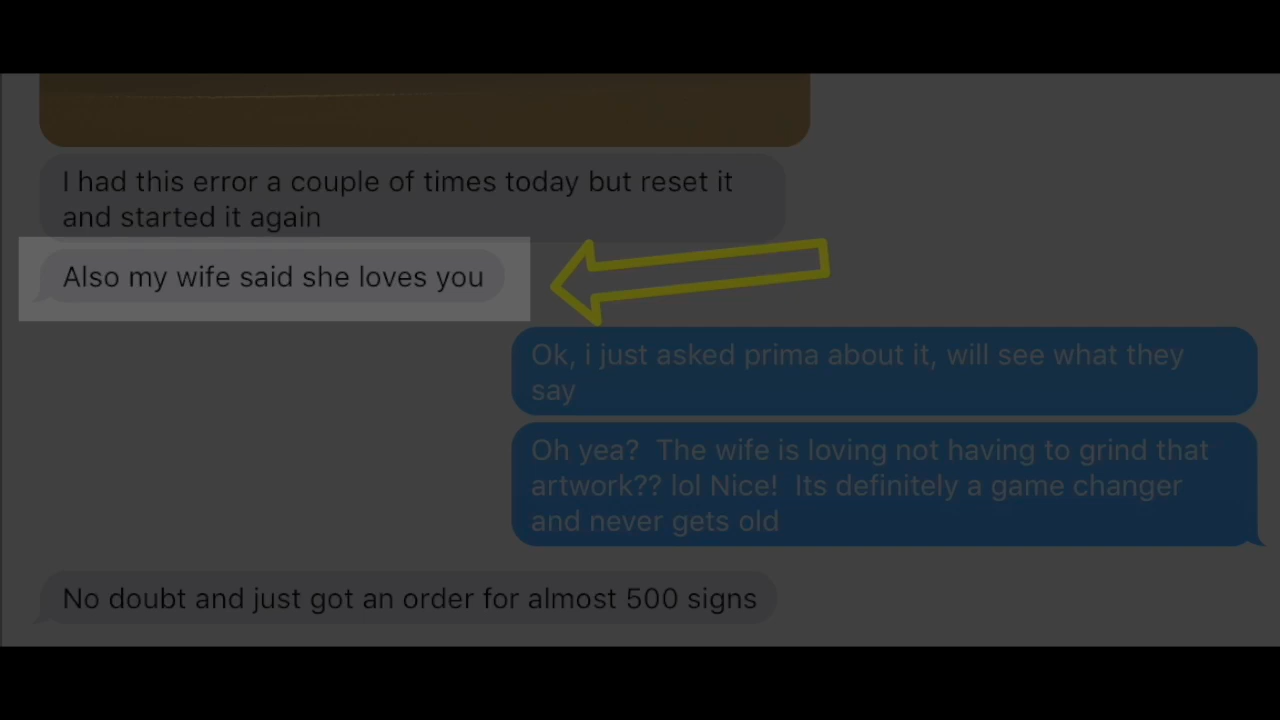 I had this error a couple of times today but reset it
and started it again
Also my wife said she loves you
Ok, i just asked prima about it, will see what they
say
Oh yea?  The wife is loving not having to grind that
artwork?? lol Nice!  Its definitely a game changer
and never gets old
No doubt and just got an order for almost 500 signs